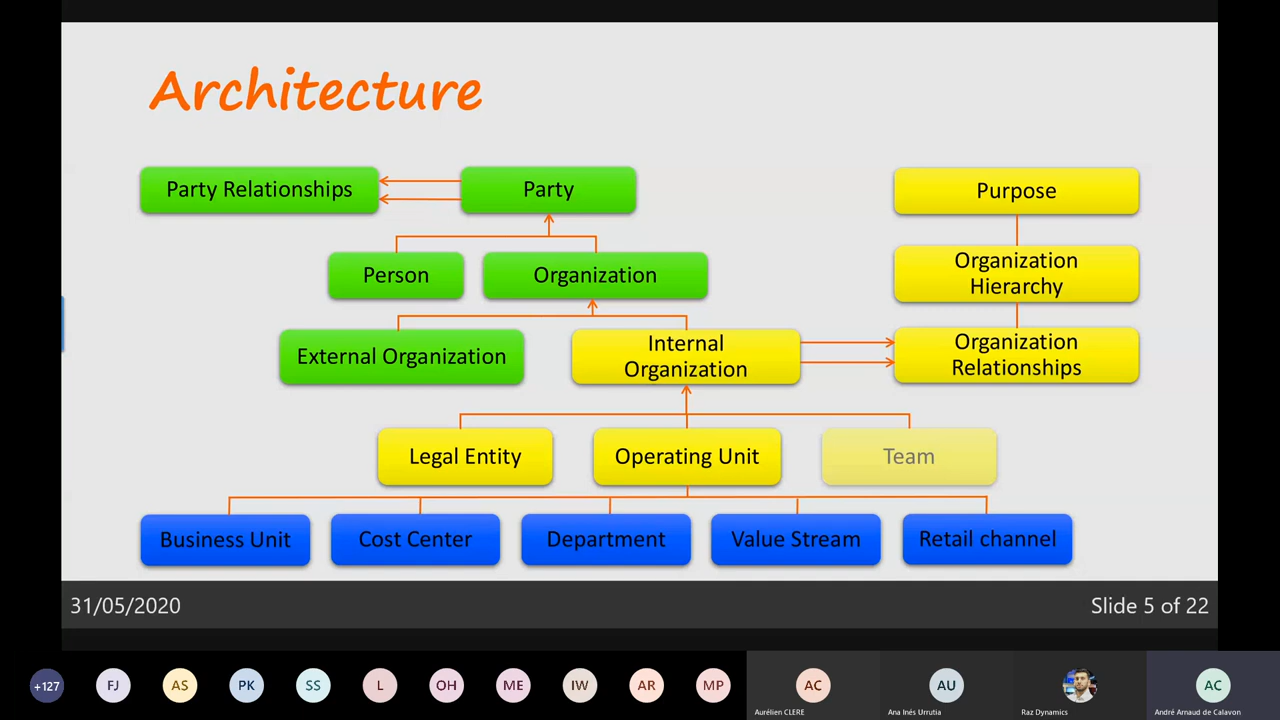 Architecture
Party Relationships
Party
Purpose
Person
Organization
Organization
Hierarchy
External Organization
Internal
Organization
Organization
Relationships
Legal Entity
Operating Unit
Team
Business Unit
Cost Center
Department
Value Stream
Retail channel
31/05/2020
Slide 5 of 22
+127
FJ
AS
PK
SS
L
OH
ME
IW
AR
MP
AC
AU
AC
Aurélien CLERE
Ana Inés Urrutia
Raz Dynamics
André Arnaud de Calavon